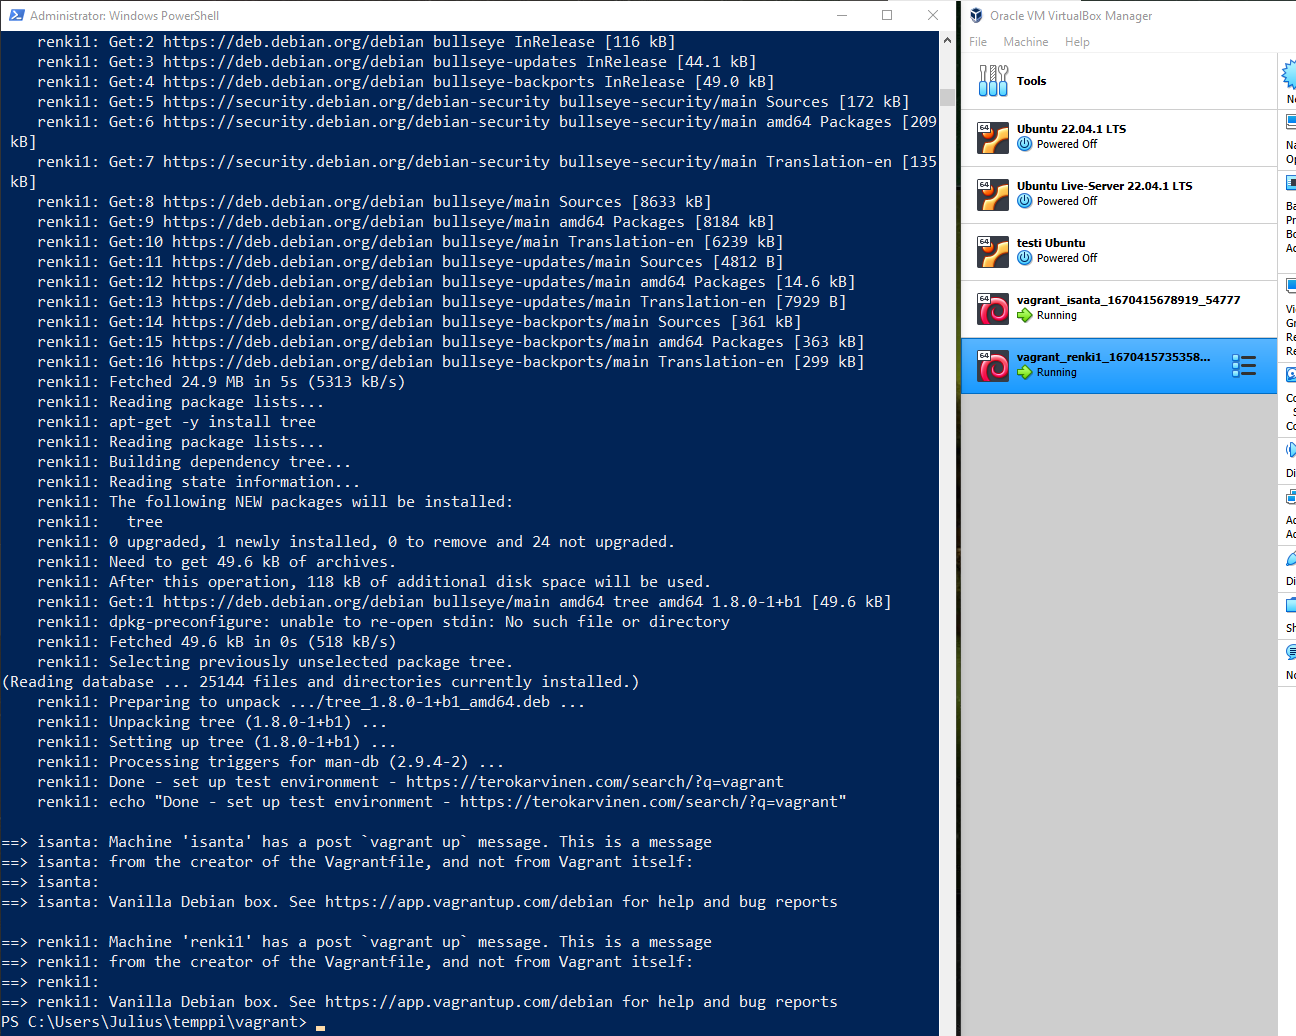 Administrator: Windows PowerShell
renki1: Get:2 https://deb.debian.org/debian bullseye InRelease [116 kB]
renki1: Get:3 https://deb.debian.org/debian bullseye-updates InRelease [44.1 kB]
renki1: Get:4 https://deb.debian.org/debian bullseye-backports InRelease [49.0 kB]
renki1: Get:5 https://security.debian.org/debian-security bullseye-security/main Sources [172 kB]
renki1: Get:6 https://security.debian.org/debian-security bullseye-security/main amd64 Packages [209
kB]
renki1: Get:7 https://security.debian.org/debian-security bullseye-security/main Translation-en [135
kB]
renki1: Get:8 https://deb.debian.org/debian bullseye/main Sources [8633 kB]
renki1: Get:9 https://deb.debian.org/debian bullseye/main amd64 Packages [8184 kB]
renki1: Get:10 https://deb.debian.org/debian bullseye/main Translation-en [6239 kB]
renki1: Get:11 https://deb.debian.org/debian bullseye-updates/main Sources [4812 B]
renki1: Get:12 https://deb.debian.org/debian bullseye-updates/main amd64 Packages [14.6 kB]
renki1: Get:13 https://deb.debian.org/debian bullseye-updates/main Translation-en [7929 B]
renki1: Get:14 https://deb.debian.org/debian bullseye-backports/main Sources [361 kB]
renki1: Get:15 https://deb.debian.org/debian bullseye-backports/main amd64 Packages [363 kB]
renki1: Get:16 https://deb.debian.org/debian bullseye-backports/main Translation-en [299 kB]
renki1: Fetched 24.9 MB in 5s (5313 kB/s)
renki1: Reading package lists...
renki1: apt-get -y install tree
renki1: Reading package lists...
renki1: Building dependency tree...
renki1: Reading state information...
renki1: The following NEW packages will be installed:
renki1:   tree
renki1: 0 upgraded, 1 newly installed, 0 to remove and 24 not upgraded.
renki1: Need to get 49.6 kB of archives.
renki1: After this operation, 118 kB of additional disk space will be used.
renki1: Get:1 https://deb.debian.org/debian bullseye/main amd64 tree amd64 1.8.0-1+b1 [49.6 kB]
renki1: dpkg-preconfigure: unable to re-open stdin: No such file or directory
renki1: Fetched 49.6 kB in 0s (518 kB/s)
renki1: Selecting previously unselected package tree.
(Reading database ... 25144 files and directories currently installed.)
renki1: Preparing to unpack .../tree_1.8.0-1+b1_amd64.deb ...
renki1: Unpacking tree (1.8.0-1+b1) ...
renki1: Setting up tree (1.8.0-1+b1) ...
renki1: Processing triggers for man-db (2.9.4-2) ...
renki1: Done - set up test environment - https://terokarvinen.com/search/?q=vagrant
renki1: echo "Done - set up test environment - https://terokarvinen.com/search/?q=vagrant"
==> isanta: Machine 'isanta' has a post `vagrant up` message. This is a message
==> isanta: from the creator of the Vagrantfile, and not from Vagrant itself:
==> isanta:
==> isanta: Vanilla Debian box. See https://app.vagrantup.com/debian for help and bug reports
==> renki1: Machine 'renki1' has a post `vagrant up` message. This is a message
==> renki1: from the creator of the Vagrantfile, and not from Vagrant itself:
==> renki1:
==> renki1: Vanilla Debian box. See https://app.vagrantup.com/debian for help and bug reports
PS C:\Users\Julius\temppi\vagrant>
Oracle VM VirtualBox Manager
File Machine Help
Tools
64 Ubuntu 22.04.1 LTS
Powered Off
64 Ubuntu Live-Server 22.04.1 LTS
Powered Off
64 testi Ubuntu
Powered Off
64 vagrant_isanta_1670415678919_54777
Running
64 vagrant_renki1_1670415735358...
Running